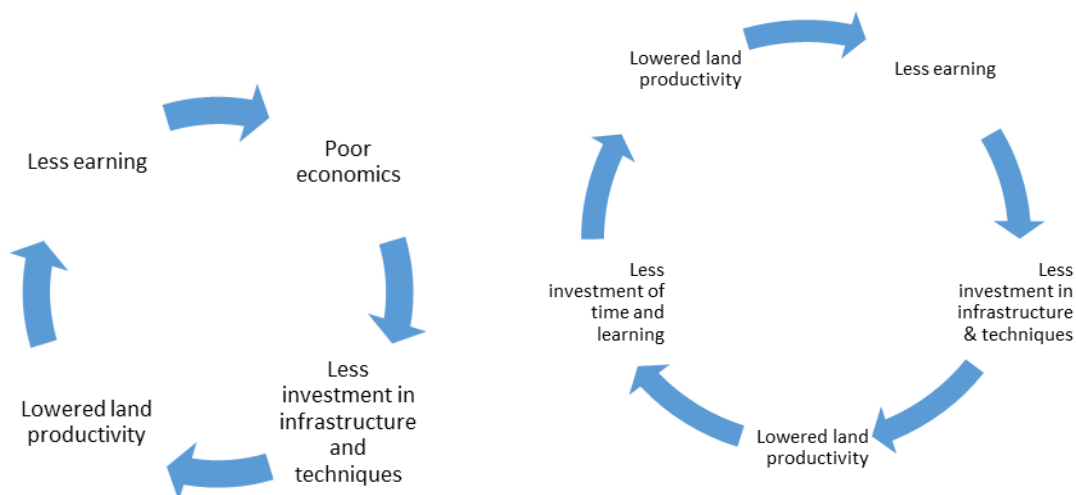 Less earning
Poor
economics
Less
investment in
infrastructure
and
techniques
Lowered land
productivity
Lowered land
productivity
Less earning
Less
investment in
infrastructure
& techniques
Lowered land
productivity
Less
investment of
time and
learning